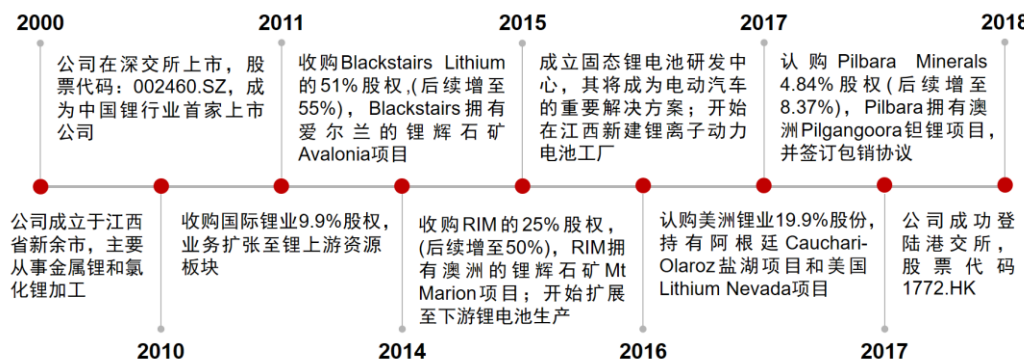 2000
2011
2015
2017
2018
公司在深交所上市，股
票代码：002460.SZ，成
为中国锂行业首家上市
公司
收购Blackstairs Lithium
的51%股权,(后续增至
55%)，Blackstairs拥有
爱尔兰的锂辉石矿
Avalonia项目
成立固态锂电池研发中
心，其将成为电动汽车
的重要解决方案；开始
在江西新建锂离子动力
电池工厂
认购Pilbara Minerals
4.84%股权(后续增至
8.37%)，Pilbara拥有澳
洲Pilgangoora钽锂项目，
并签订包销协议
公司成立于江西
省新余市，主要
从事金属锂和氯
化锂加工
收购国际锂业9.9%股权，
业务扩张至锂上游资源
板块
收购RIM的25%股权，
(后续增至50%)，RIM拥
有澳洲的锂辉石矿Mt
Marion项目；开始扩展
至下游锂电池生产
认购美洲锂业19.9%股份，
持有阿根廷Cauchari-
Olaroz盐湖项目和美国
Lithium Nevada项目
公司成功登
陆港交所，
股票代码
1772.HK
2010
2014
2016
2017